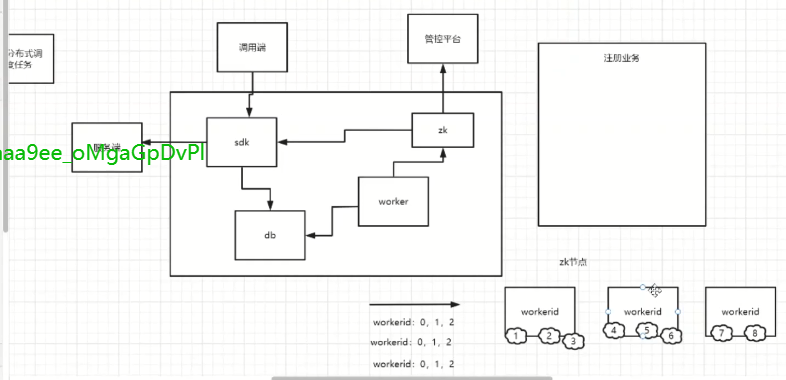 分布式调
度任务
调用端
管控平台
注册业务
sdk
zk
服务端
worker
db
zk节点
workerid
workerid
workerid
1
2
3
4
5
6
7
8
workerid：0，1，2
workerid：0，1，2
workerid：0，1，2